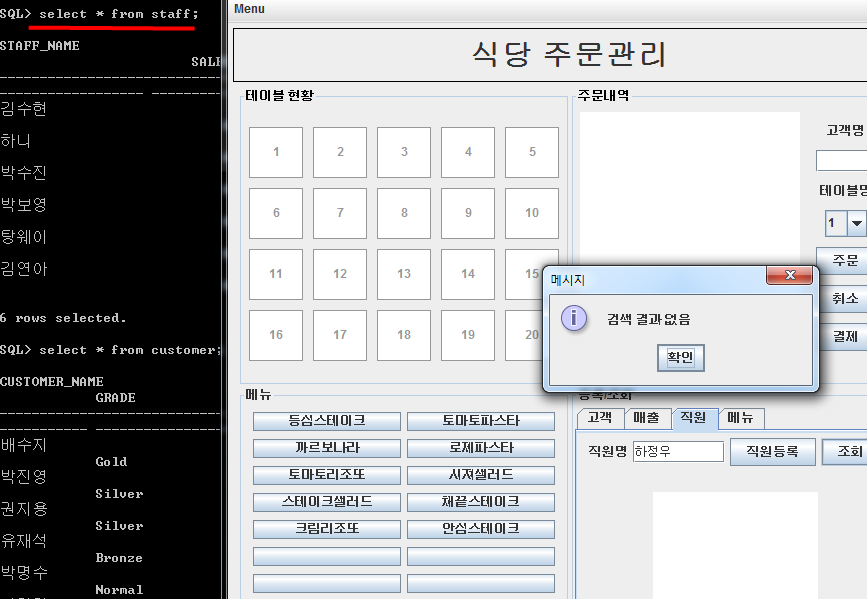 SQL> select * from staff;
STAFF_NAME
SALE
김수현
하니
박수진
박보영
탕웨이
김연아
6 rows selected.
SQL> select * from customer;
CUSTOMER_NAME
GRADE
배수지
Gold
박진영
Silver
권지용
Silver
유재석
Bronze
박명수
Normal
Menu
식당 주문관리
테이블 현황
1 2 3 4 5
6 7 8 9 10
11 12 13 14 15
16 17 18 19 20
주문내역
고객명
테이블명
1
주문
취소
결제
메시지
검색 결과 없음
확인
메뉴
등심스테이크 토마토파스타
까르보나라 로제파스타
토마토리조또 시져샐러드
스테이크샐러드 채끝스테이크
크림리조또 안심스테이크
등록/조회
고객 매출 직원 메뉴
직원명 하정우 직원등록 조회